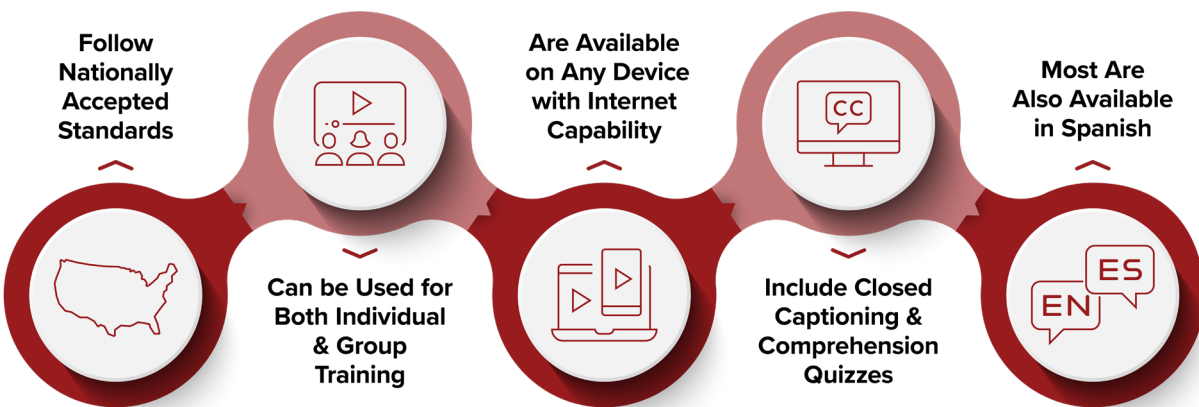 Follow
Nationally
Accepted
Standards
Can be Used for
Both Individual
& Group
Training
Are Available
on Any Device
with Internet
Capability
CC
Include Closed
Captioning &
Comprehension
Quizzes
Most Are
Also Available
in Spanish
ES
EN